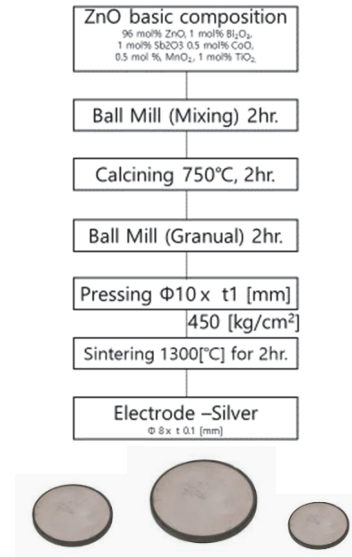 ZnO basic composition
96 mol% ZnO, 1 mol% Bi₂O₃,
1 mol% Sb2O3 0.5 mol% CoO,
0.5 mol %, MnO₂, 1 mol% TiO₂
Ball Mill (Mixing) 2hr.
Calcining 750℃, 2hr.
Ball Mill (Granual) 2hr.
Pressing Φ10 x t1 [mm]
450 [kg/cm²]
Sintering 1300[℃] for 2hr.
Electrode –Silver
Φ 8 x t 0.1 [mm]